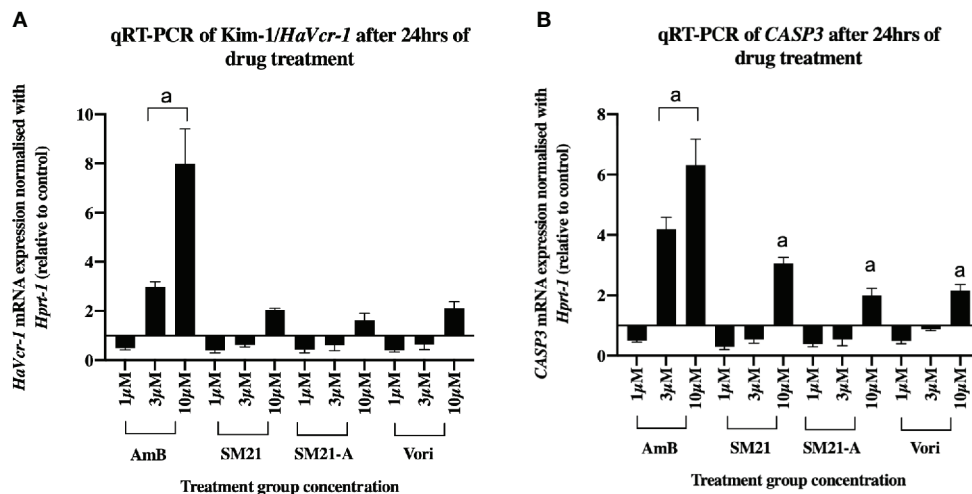 A
qRT-PCR of Kim-1/HaVcr-1 after 24hrs of
drug treatment
HaVcr-1 mRNA expression normalised with
Hprt-1 (relative to control)
10
8
6
4
2
0
a
1µM
3µM
10µM
1µM
3µM
10µM
1µM
3µM
10µM
1µM
3µM
10µM
AmB
SM21
SM21-A
Vori
Treatment group concentration
B
qRT-PCR of CASP3 after 24hrs of
drug treatment
CASP3 mRNA expression normalised with
Hprt-1 (relative to control)
8
6
4
2
0
a
a
a
a
1µM
3µM
10µM
1µM
3µM
10µM
1µM
3µM
10µM
1µM
3µM
10µM
AmB
SM21
SM21-A
Vori
Treatment group concentration